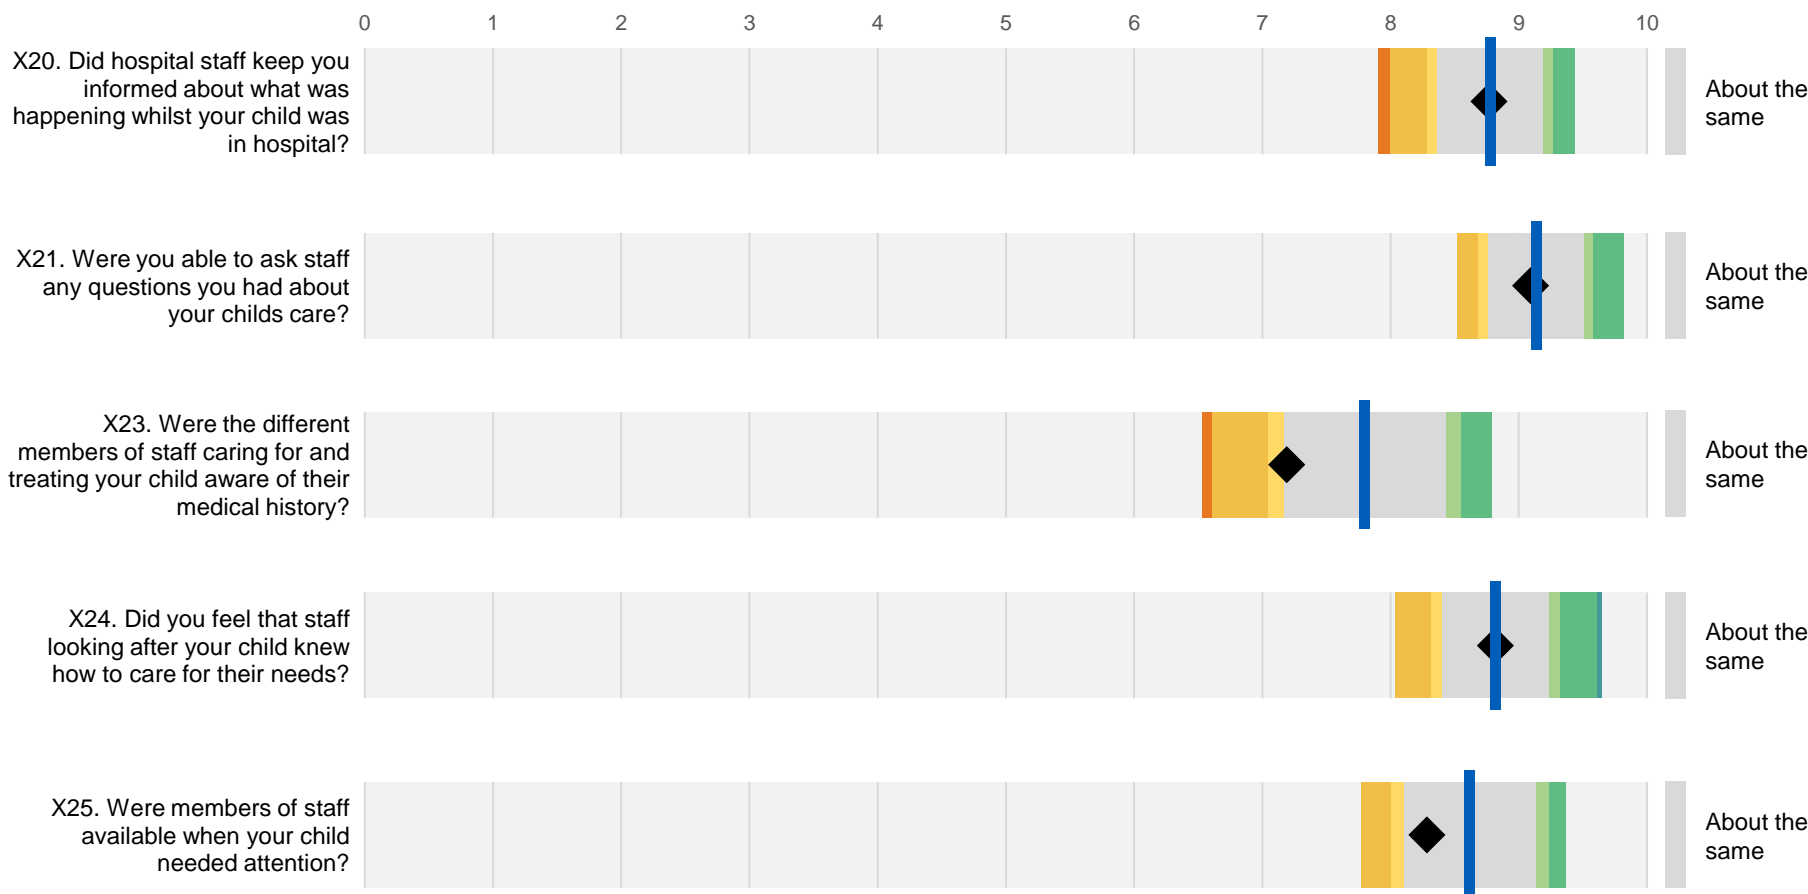 0 1 2 3 4 5 6 7 8 9 10
X20. Did hospital staff keep you
informed about what was
happening whilst your child was
in hospital?
About the
same
X21. Were you able to ask staff
any questions you had about
your childs care?
About the
same
X23. Were the different
members of staff caring for and
treating your child aware of their
medical history?
About the
same
X24. Did you feel that staff
looking after your child knew
how to care for their needs?
About the
same
X25. Were members of staff
available when your child
needed attention?
About the
same